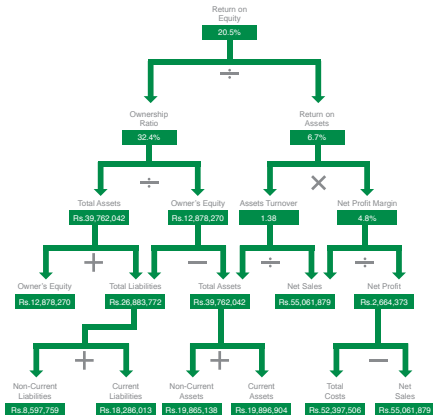 Return on
Equity
20.5%
÷
Ownership
Ratio
Return on
Assets
32.4%
6.7%
÷
×
Total Assets
Owner's Equity
Assets Turnover
Net Profit Margin
Rs.39,762,042
Rs.12,878,270
1.38
4.8%
+
−
÷
÷
Owner's Equity
Total Liabilities
Total Assets
Net Sales
Net Profit
Rs.12,878,270
Rs.26,883,772
Rs.39,762,042
Rs.55,061,879
Rs.2,664,373
+
+
−
Non-Current
Liabilities
Current
Liabilities
Non-Current
Assets
Current
Assets
Total
Costs
Net
Sales
Rs.8,597,759
Rs.18,286,013
Rs.19,865,138
Rs.19,896,904
Rs.52,397,506
Rs.55,061,879